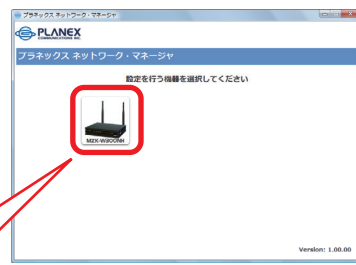 プラネックス ネットワーク・マネージャ
PLANEX
COMMUNICATIONS INC.
プラネックス ネットワーク・マネージャ
設定を行う機器を選択してください
MZK-W300NH
Version: 1.00.00